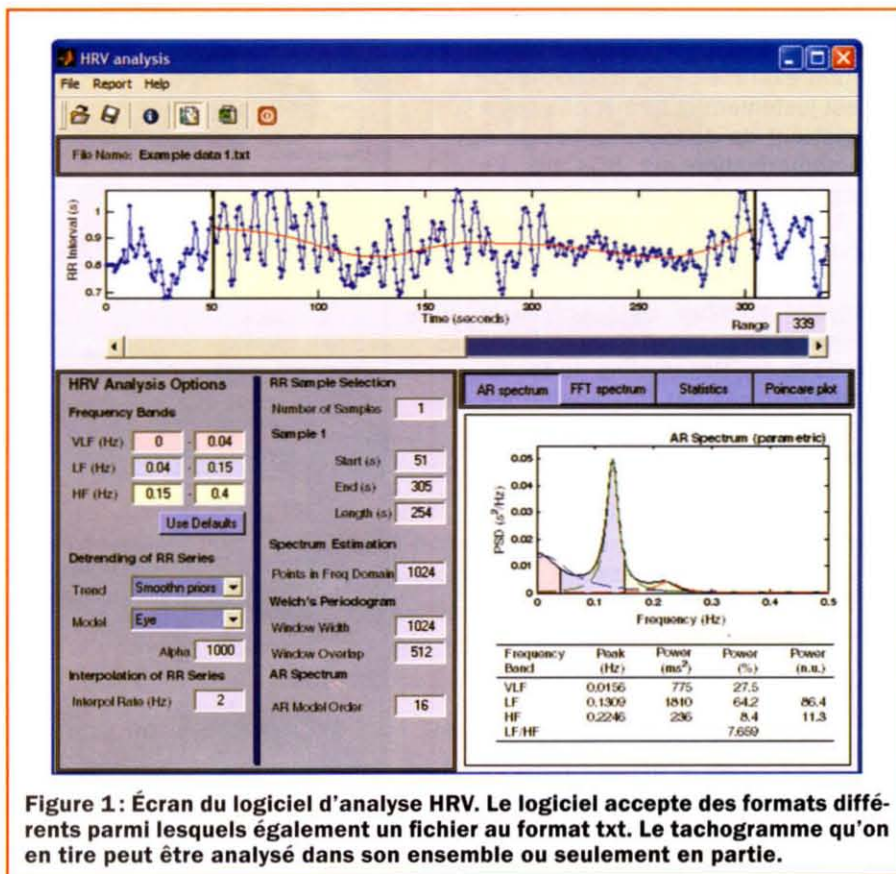 HRV analysis
File Report Help
File Name: Example data 1.txt
RR Interval (s)
1
0.9
0.8
0.7
0 50 100 150 200 250 300
Time (seconds)
Range 339
HRV Analysis Options
Frequency Bands
VLF (Hz) 0 - 0.04
LF (Hz) 0.04 - 0.15
HF (Hz) 0.15 - 0.4
Use Defaults
Detrending of RR Series
Trend Smoothn priors
Model Eye
Alpha 1000
Interpolation of RR Series
Interpol Rate (Hz) 2
RR Sample Selection
Number of Samples 1
Sample 1
Start (s) 51
End (s) 305
Length (s) 254
Spectrum Estimation
Points in Freq Domain 1024
Welch's Periodogram
Window Width 1024
Window Overlap 512
AR Spectrum
AR Model Order 16
AR spectrum FFT spectrum Statistics Poincare plot
AR Spectrum (parametric)
PSD (s²/Hz)
0.05
0.04
0.03
0.02
0.01
0
0 0.1 0.2 0.3 0.4 0.5
Frequency (Hz)
Frequency Peak Power Power Power
Band (Hz) (ms²) (%) (n.u.)
VLF 0.0156 775 27.5
LF 0.1309 1810 64.2 86.4
HF 0.2246 236 8.4 11.3
LF/HF 7.659
Figure 1: Écran du logiciel d'analyse HRV. Le logiciel accepte des formats diffé-
rents parmi lesquels également un fichier au format txt. Le tachogramme qu'on
en tire peut être analysé dans son ensemble ou seulement en partie.